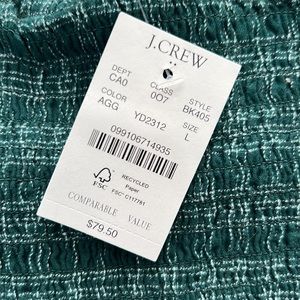 J.CREW
DEPT CLASS STYLE
CA0 007 BK405
COLOR SIZE
AGG YD2312 L
099106714935
FSC RECYCLED
Paper
FSC® C117781
COMPARABLE VALUE
$79.50